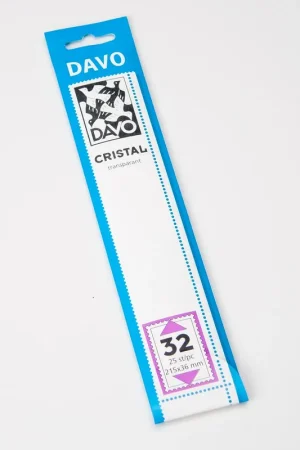 DAVO
DAVO
CRISTAL
transparant
32
25 st/pc
215x36 mm